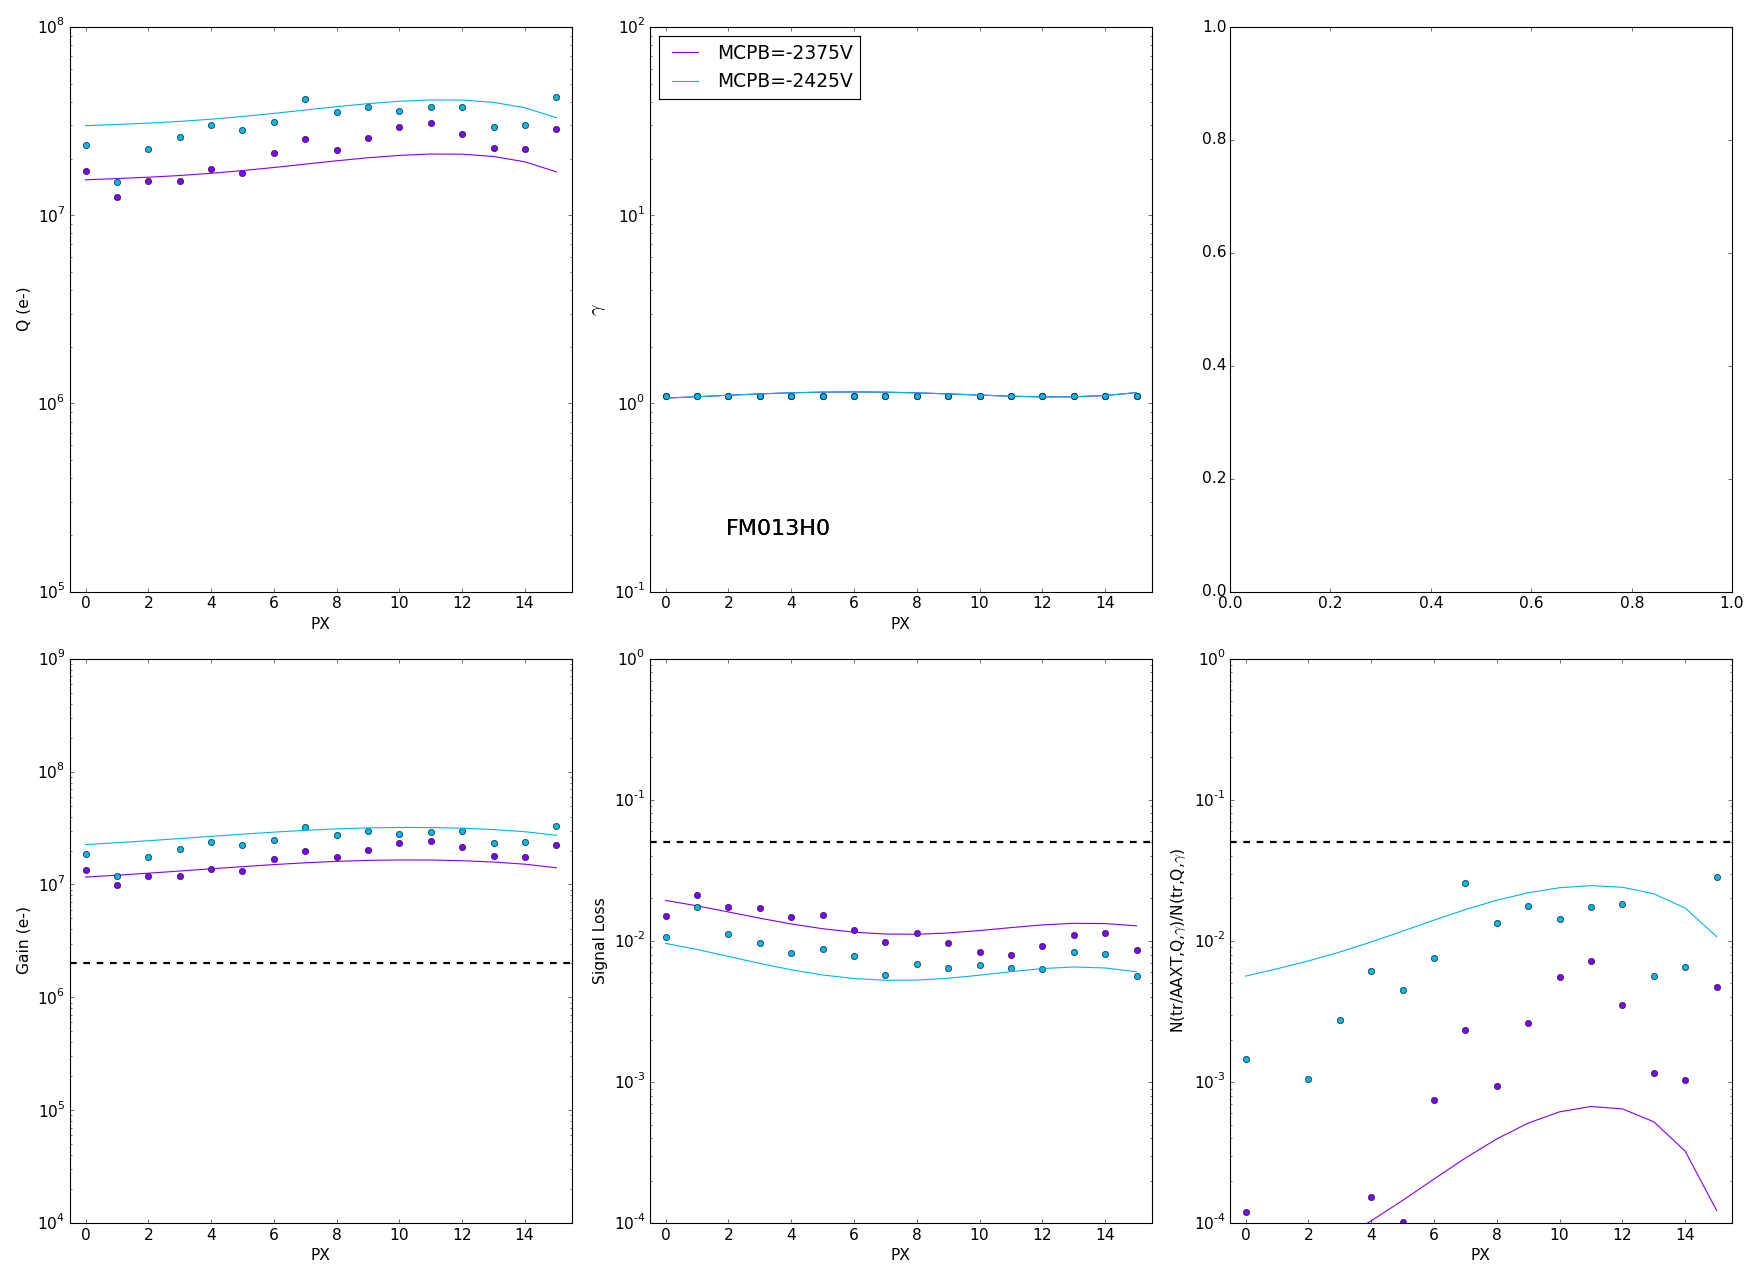 10^8
10^7
10^6
10^5
Q (e-)
0 2 4 6 8 10 12 14
PX
10^2
10^1
10^0
10^-1
γ
MCPB=-2375V
MCPB=-2425V
FM013H0
0 2 4 6 8 10 12 14
PX
1.0
0.8
0.6
0.4
0.2
0.0
0.0 0.2 0.4 0.6 0.8 1.0
10^9
10^8
10^7
10^6
10^5
10^4
Gain (e-)
0 2 4 6 8 10 12 14
PX
10^0
10^-1
10^-2
10^-3
10^-4
Signal Loss
0 2 4 6 8 10 12 14
PX
10^0
10^-1
10^-2
10^-3
10^-4
N(tr/AAXT,Q,γ)/N(tr,Q,γ)
0 2 4 6 8 10 12 14
PX